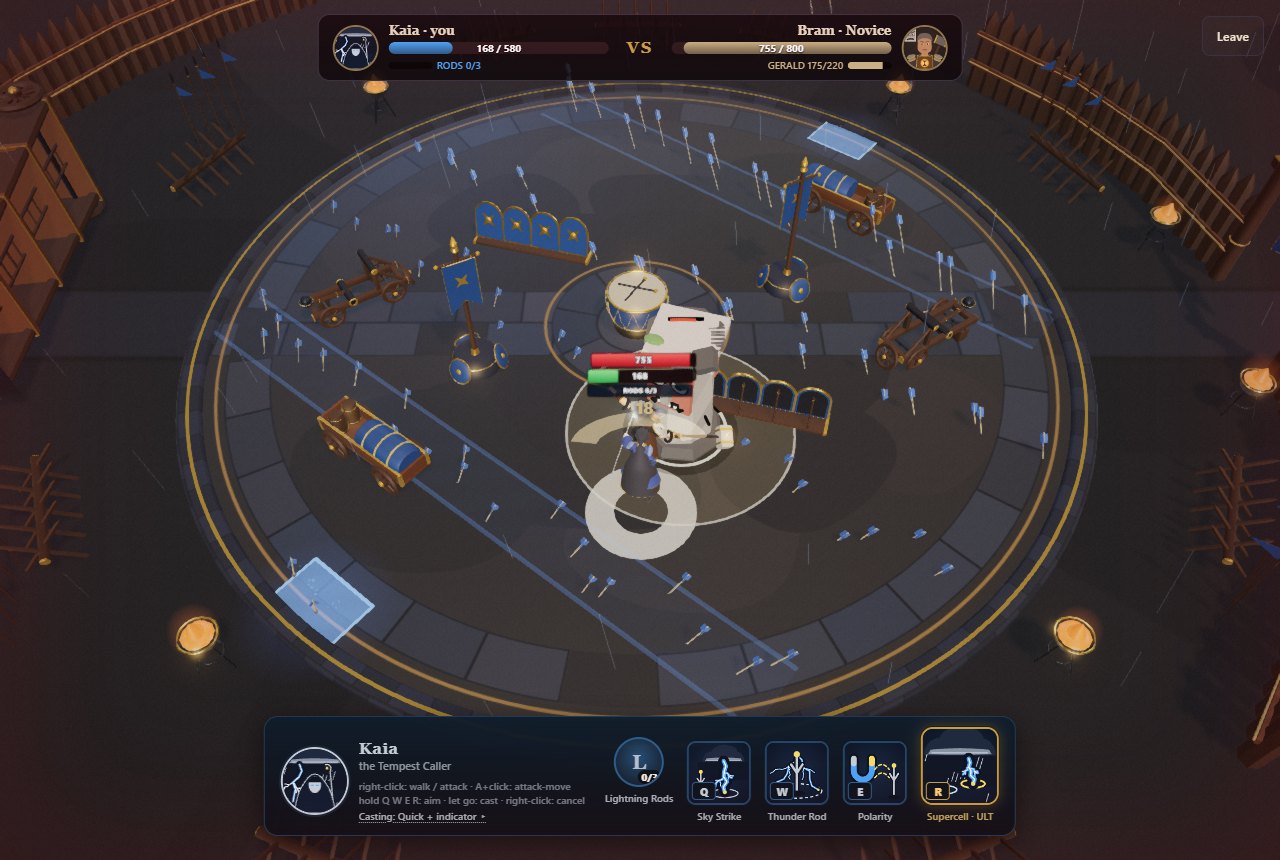 Kaia · you
168 / 580
RODS 0/3
VS
Bram · Novice
755 / 800
GERALD 175/220
Leave
755
168
RODS 0/3
18
Kaia
the Tempest Caller
right-click: walk / attack · A+click: attack-move
hold Q W E R: aim · let go: cast · right-click: cancel
Casting: Quick + indicator
L
Lightning Rods
Q
Sky Strike
W
Thunder Rod
E
Polarity
R
Supercell · ULT